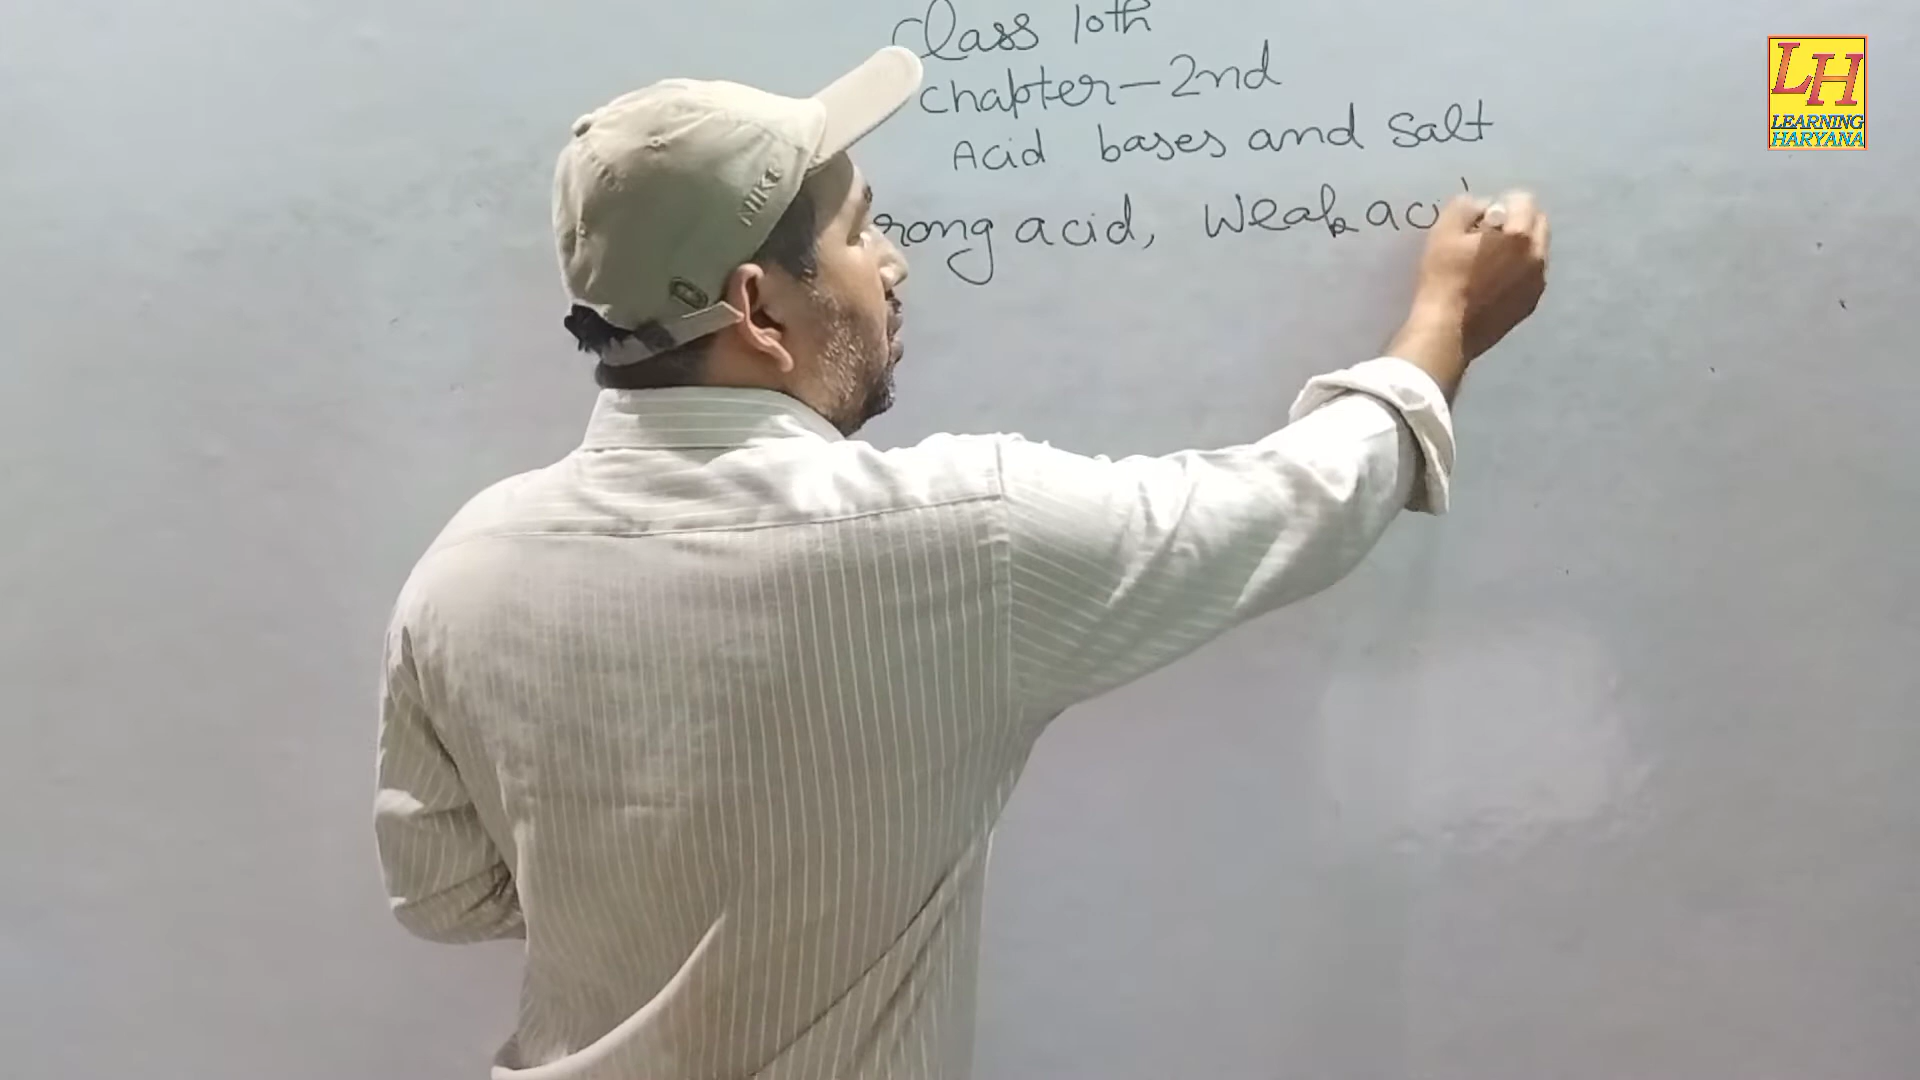 Class 10th
Chapter-2nd
Acid bases and Salt
rong acid, Weak aci
NIKE
LH
LEARNING
HARYANA